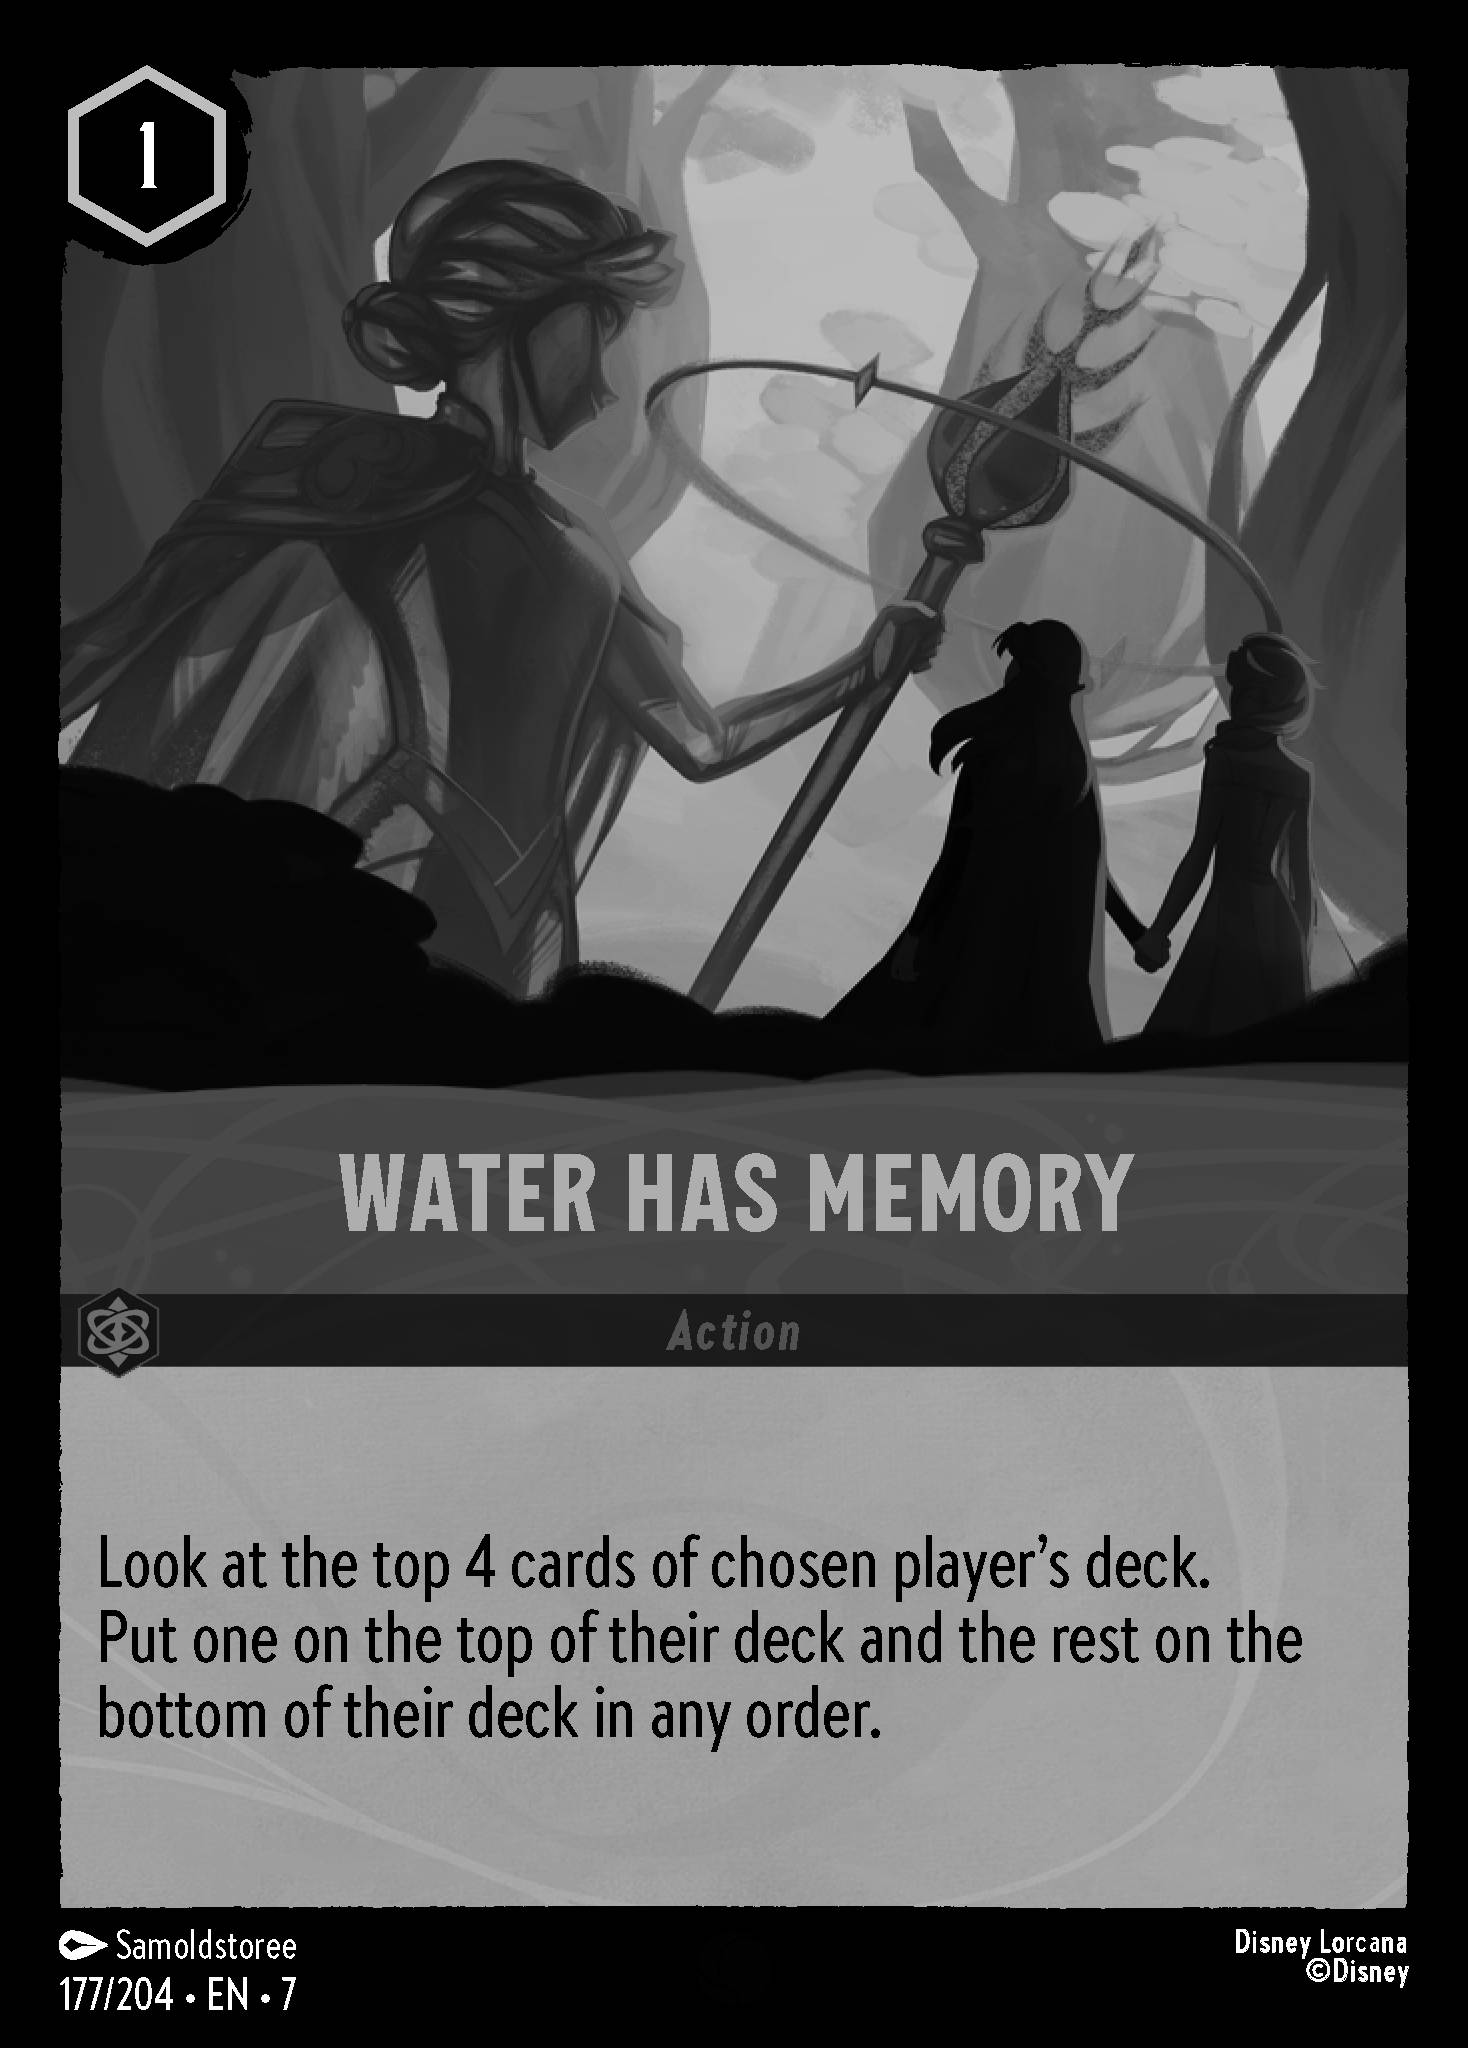 1
WATER HAS MEMORY
Action
Look at the top 4 cards of chosen player’s deck.
Put one on the top of their deck and the rest on the
bottom of their deck in any order.
Samoldstoree
177/204 • EN • 7
Disney Lorcana
©Disney